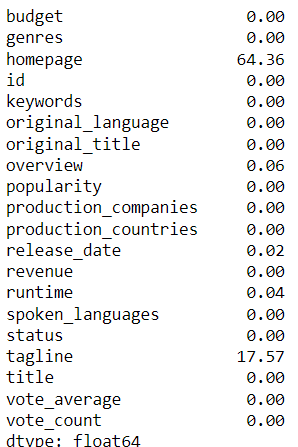 budget 0.00
genres 0.00
homepage 64.36
id 0.00
keywords 0.00
original_language 0.00
original_title 0.00
overview 0.06
popularity 0.00
production_companies 0.00
production_countries 0.00
release_date 0.02
revenue 0.00
runtime 0.04
spoken_languages 0.00
status 0.00
tagline 17.57
title 0.00
vote_average 0.00
vote_count 0.00
dtype: float64